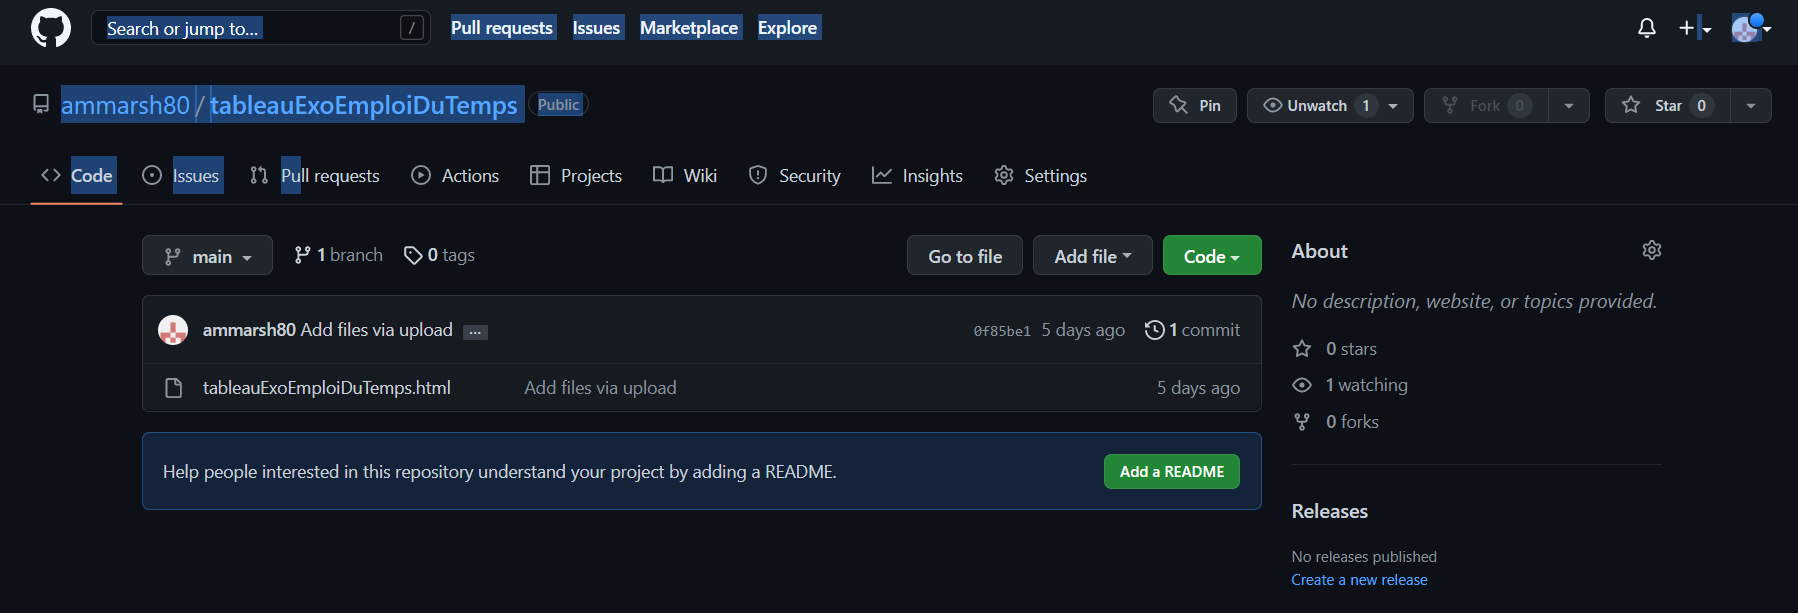 Search or jump to... / Pull requests Issues Marketplace Explore
ammarsh80 / tableauExoEmploiDuTemps Public Pin Unwatch 1 Fork 0 Star 0
Code Issues Pull requests Actions Projects Wiki Security Insights Settings
main 1 branch 0 tags Go to file Add file Code
ammarsh80 Add files via upload ... 0f85be1 5 days ago 1 commit
tableauExoEmploiDuTemps.html Add files via upload 5 days ago
Help people interested in this repository understand your project by adding a README. Add a README
About
No description, website, or topics provided.
0 stars
1 watching
0 forks
Releases
No releases published
Create a new release